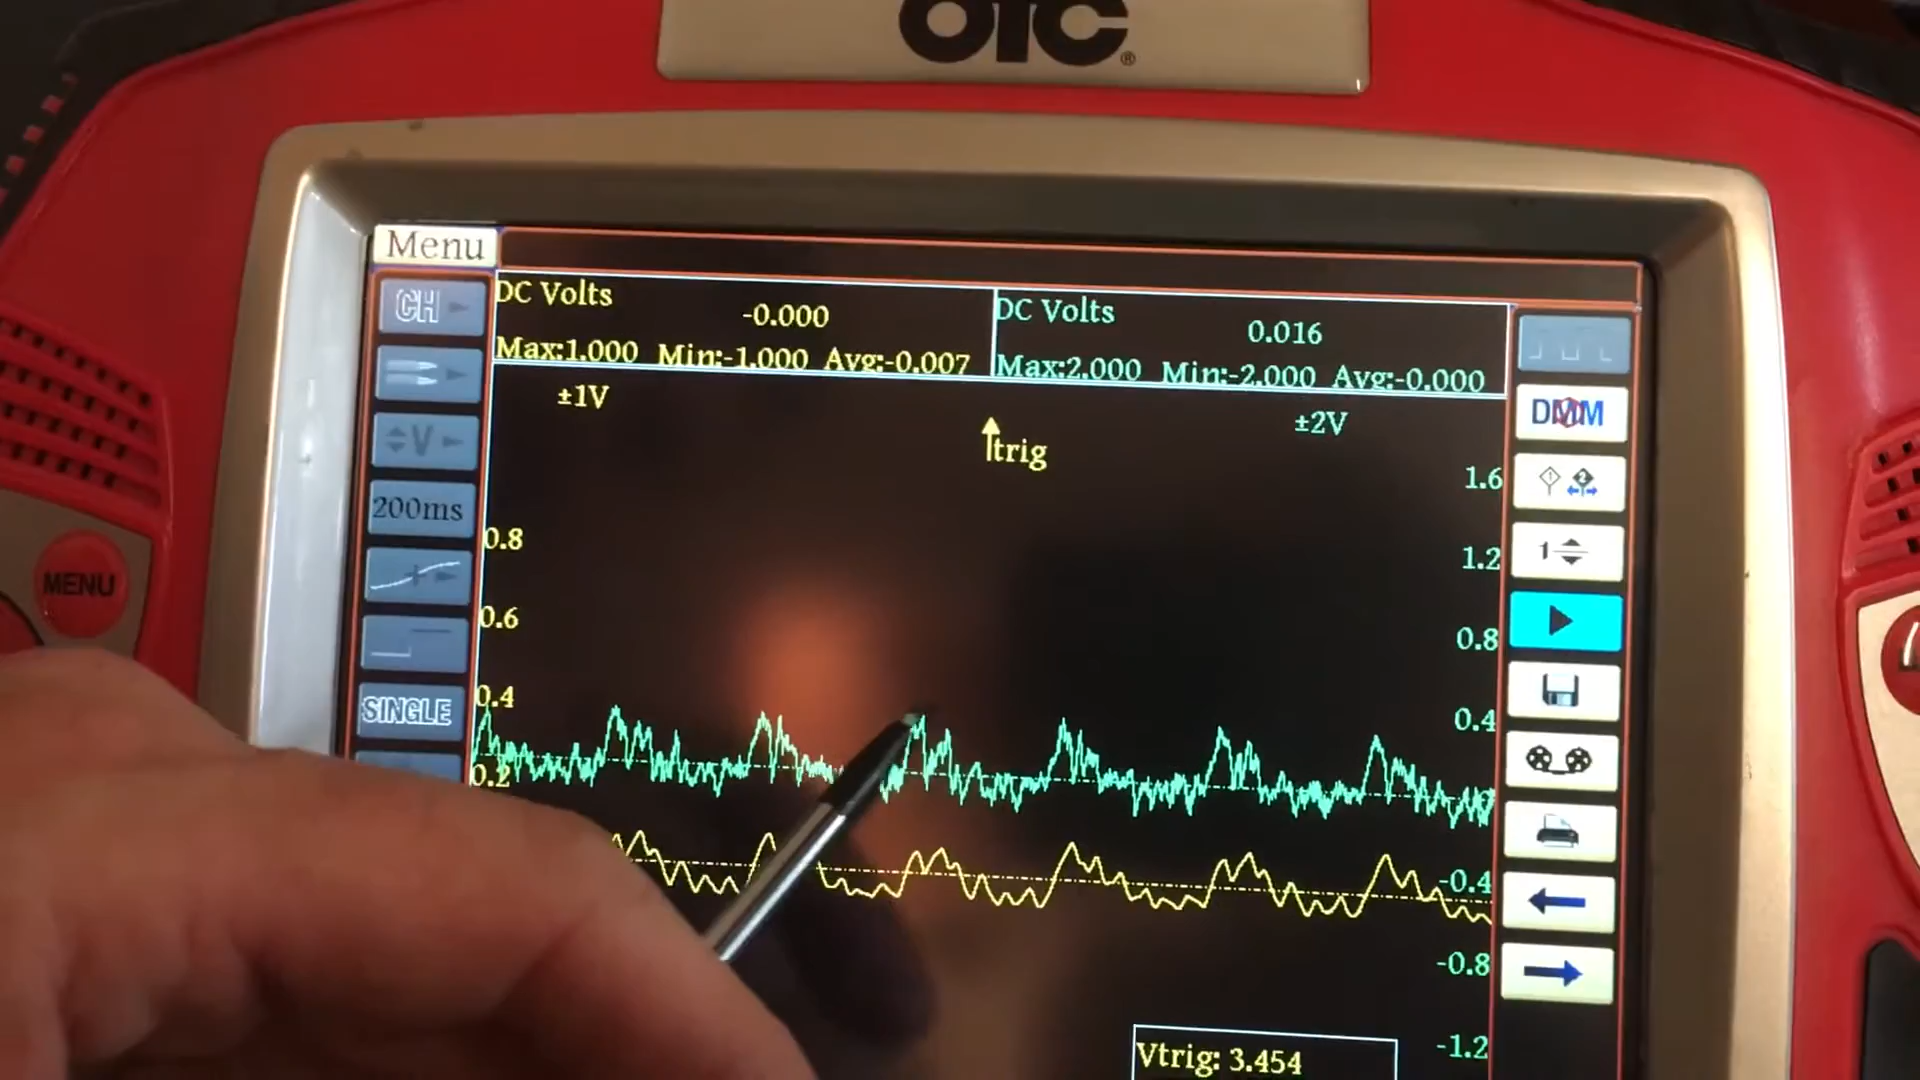 OTC®
Menu
CH
DC Volts
-0.000
Max:1.000 Min:-1.000 Avg:-0.007
DC Volts
0.016
Max:2.000 Min:-2.000 Avg:-0.000
±1V
±2V
trig
DMM
V
200ms
SINGLE
MENU
1 2
1
0.8
0.6
0.4
0.2
1.6
1.2
0.8
0.4
-0.4
-0.8
-1.2
Vtrig: 3.454